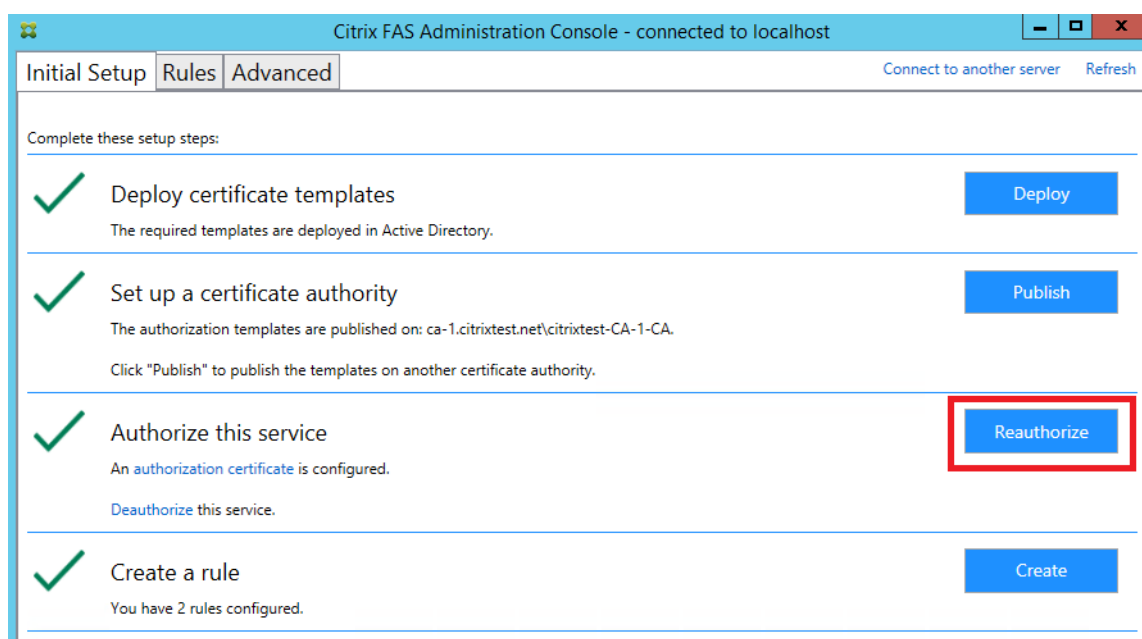 Citrix FAS Administration Console - connected to localhost
Initial Setup Rules Advanced Connect to another server Refresh
Complete these setup steps:
Deploy certificate templates
Deploy
The required templates are deployed in Active Directory.
Set up a certificate authority
Publish
The authorization templates are published on: ca-1.citrixtest.net\citrixtest-CA-1-CA.
Click "Publish" to publish the templates on another certificate authority.
Authorize this service
Reauthorize
An authorization certificate is configured.
Deauthorize this service.
Create a rule
Create
You have 2 rules configured.